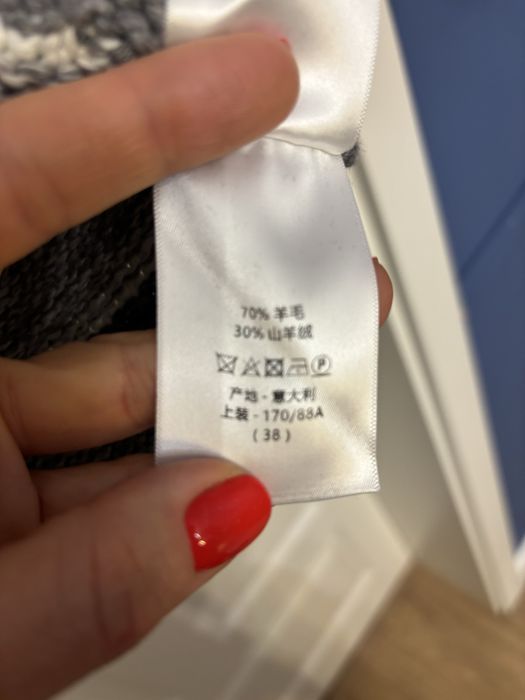 70% 羊毛
30% 山羊绒
P
产地 - 意大利
上装 - 170/88A
( 38 )